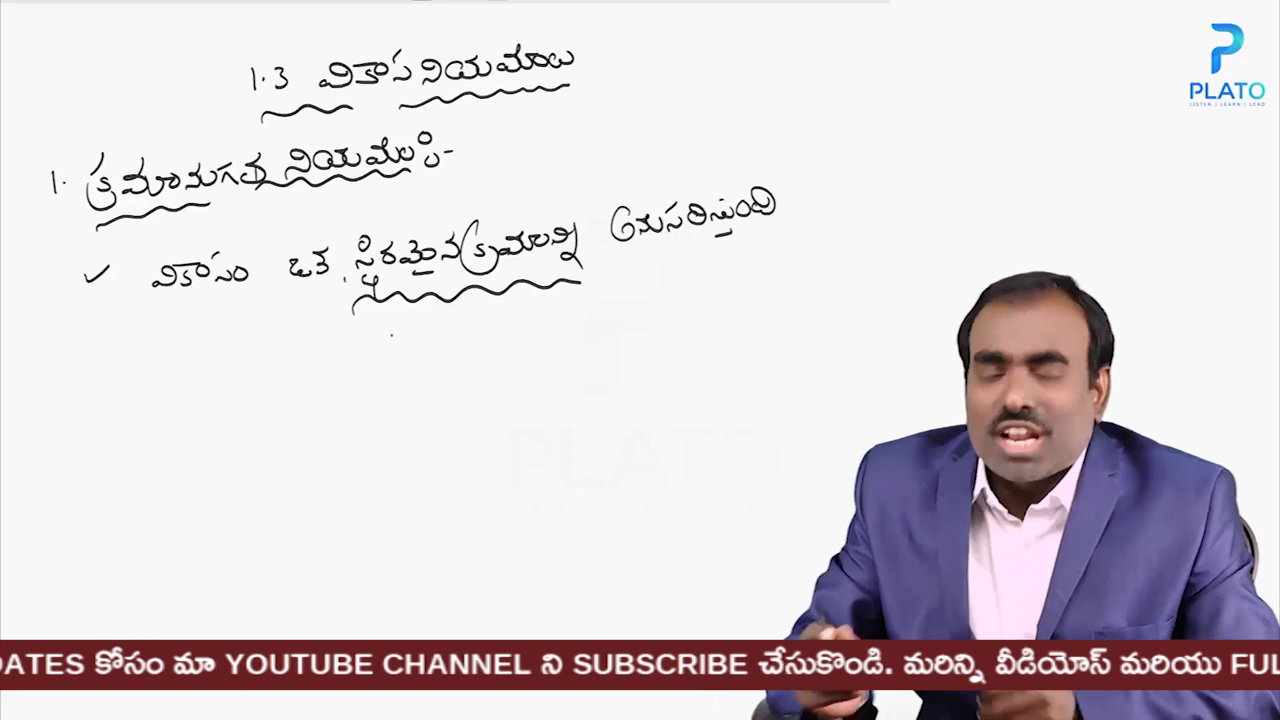 PLATO
LISTEN | LEARN | LEAD
1.3 వికాస నియమాలు
1. క్రమానుగత నియమం :-
✓ వికాసం ఒకే స్థిరమైన క్రమాన్ని అనుసరిస్తుంది
PLATO
DATES కోసం మా YOUTUBE CHANNEL ని SUBSCRIBE చేసుకొండి. మరిన్ని వీడియోస్ మరియు FUL